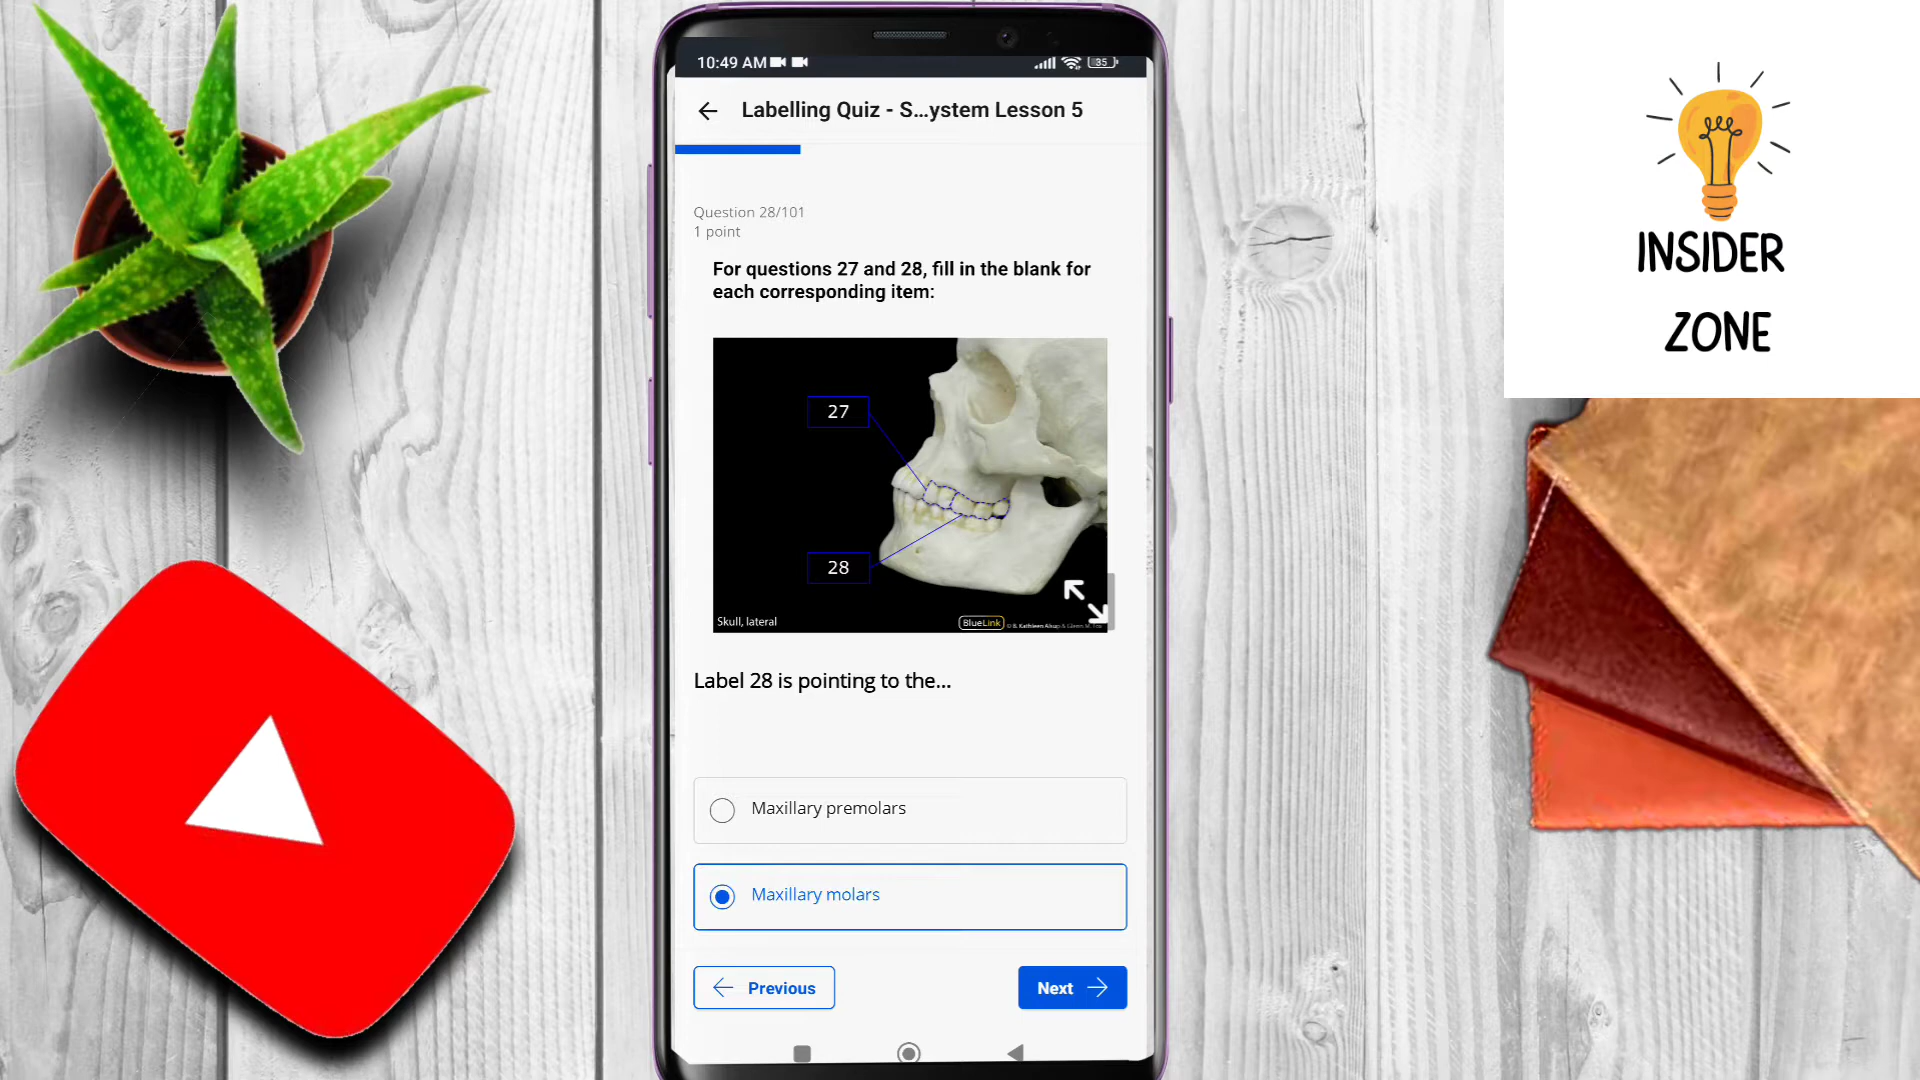 10:49 AM
35
Labelling Quiz - S...ystem Lesson 5
Question 28/101
1 point
For questions 27 and 28, fill in the blank for
each corresponding item:
27
28
Skull, lateral
BlueLink
Label 28 is pointing to the...
Maxillary premolars
Maxillary molars
Previous
Next
INSIDER
ZONE